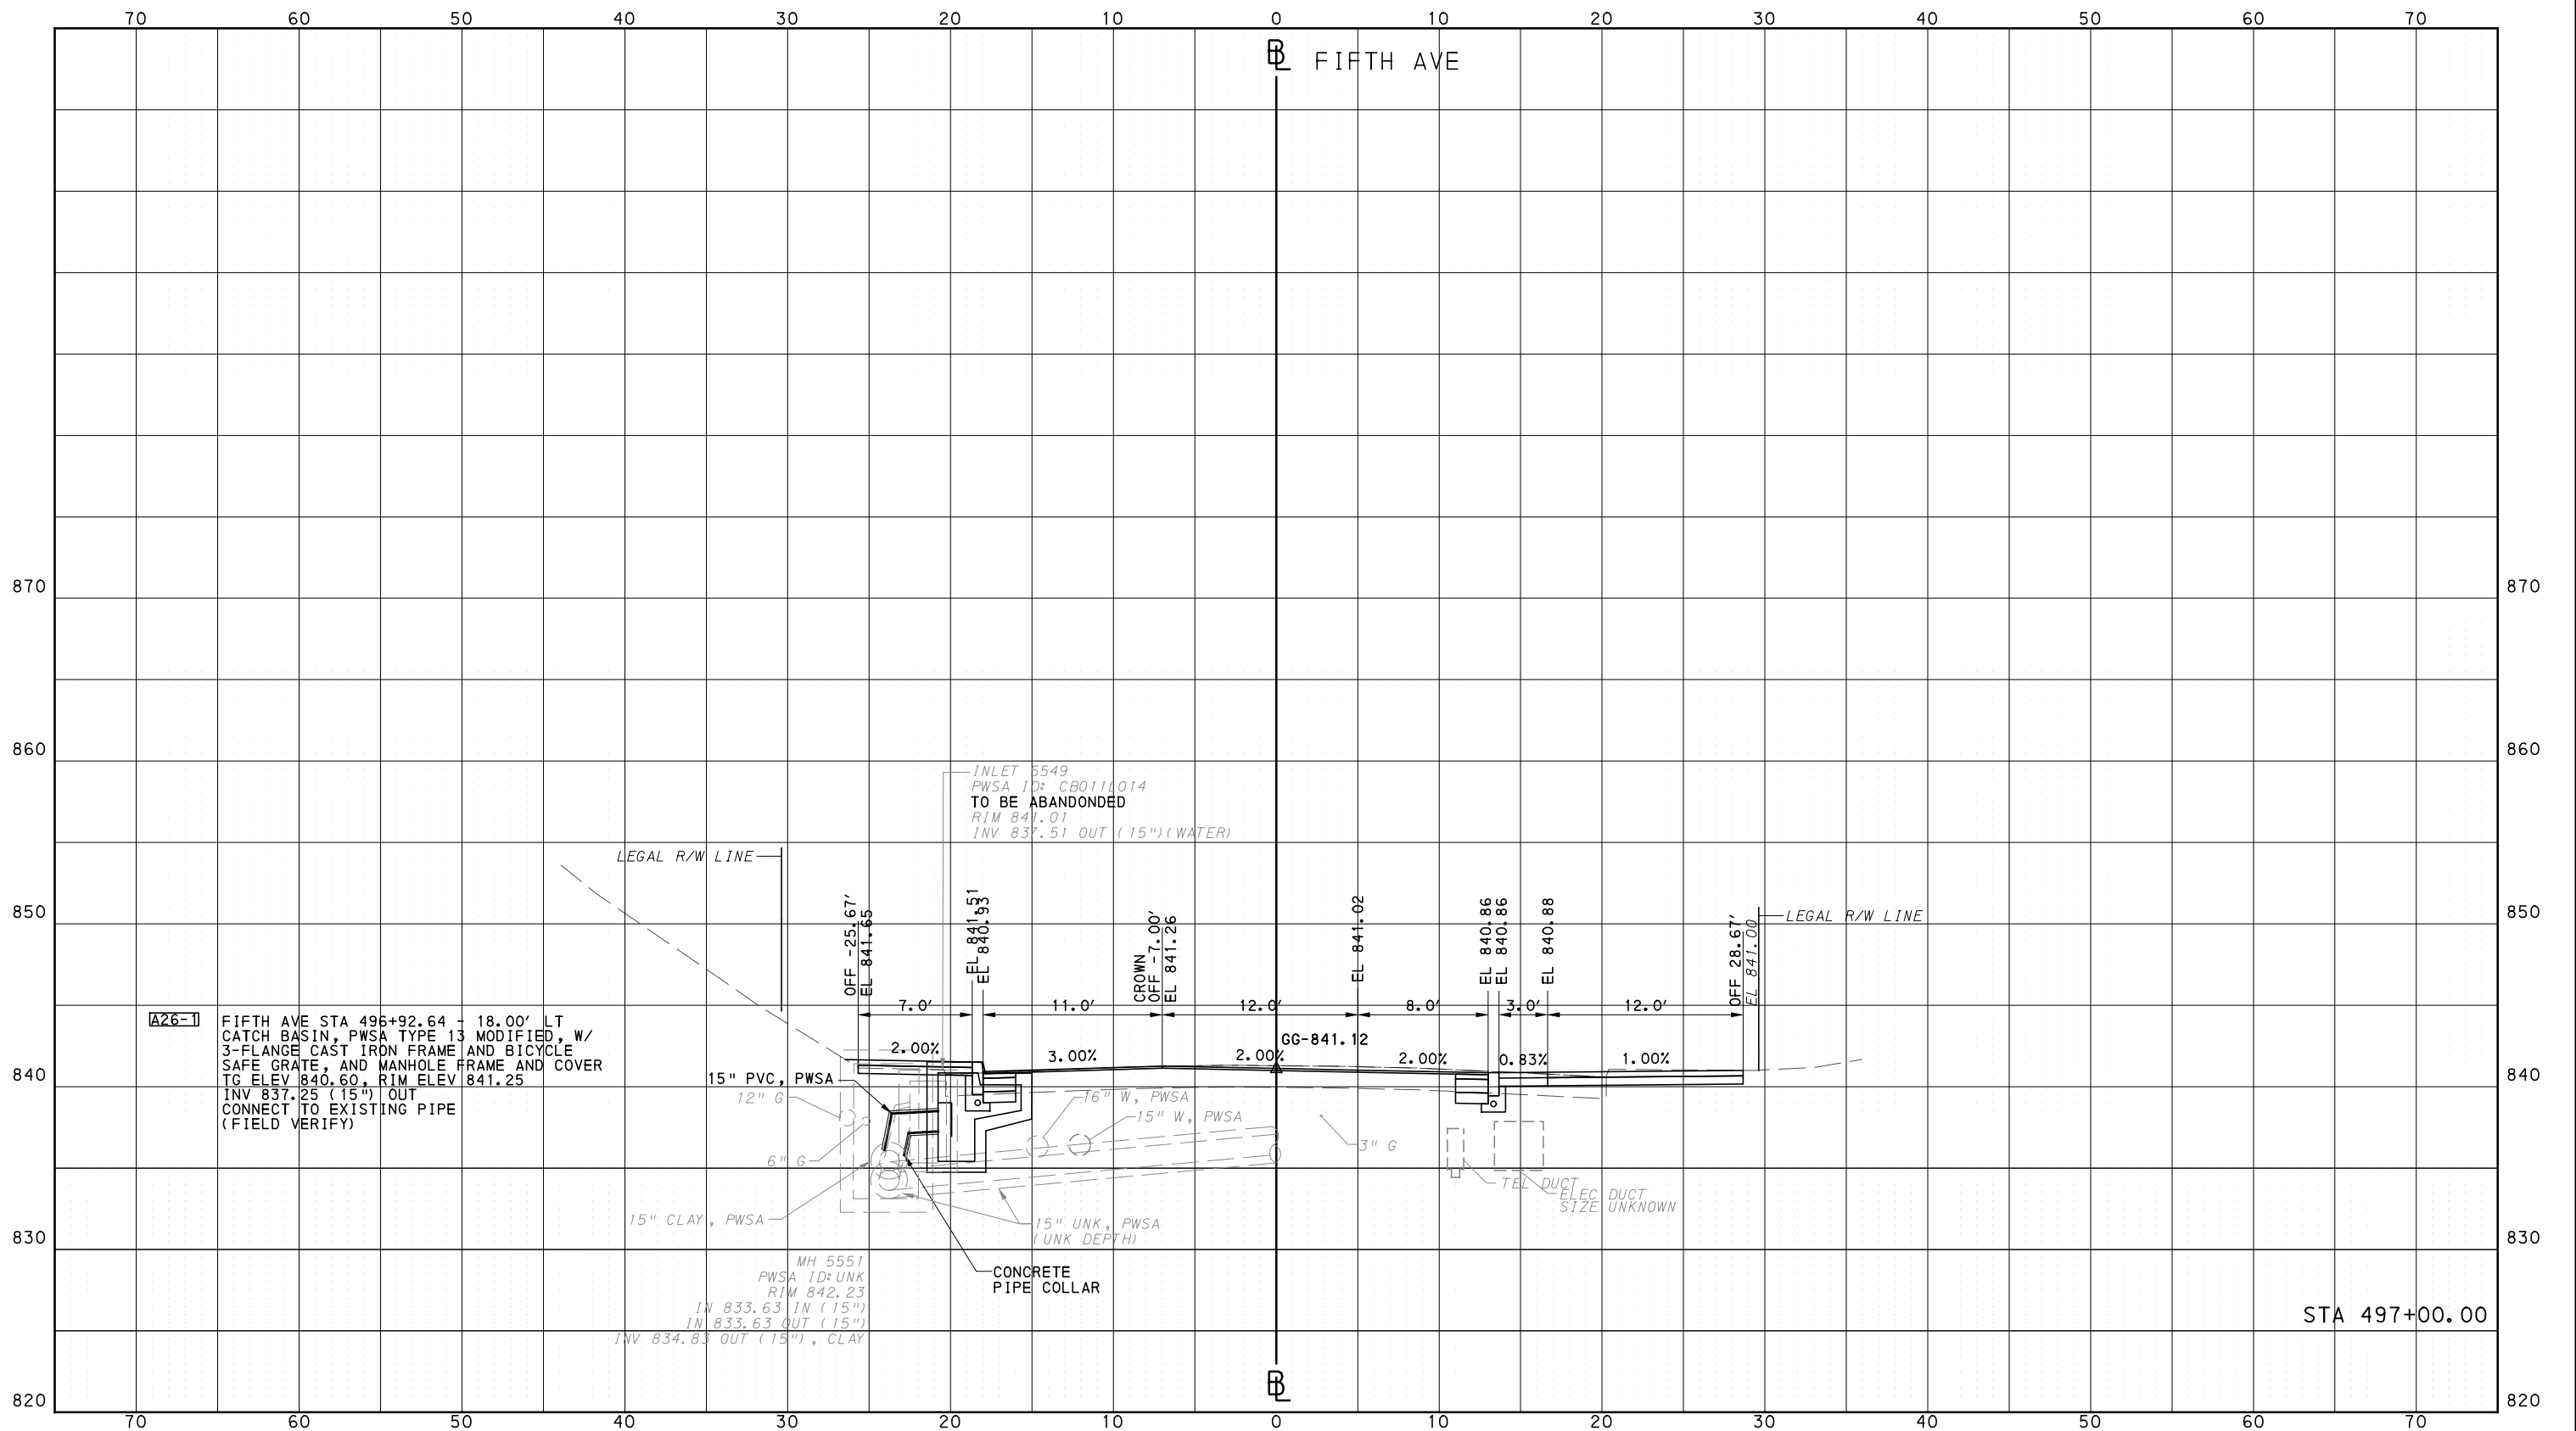 70 60 50 40 30 20 10 0 10 20 30 40 50 60 70
BL FIFTH AVE
870 870
860 860
INLET 5549
PWSA ID: CB011L014
TO BE ABANDONDED
RIM 841.01
INV 837.51 OUT (15")(WATER)
LEGAL R/W LINE
850 850
OFF -25.67'
EL 841.65
EL 841.51
EL 840.93
CROWN
OFF -7.00'
EL 841.26
EL 841.02
EL 840.86
EL 840.86
EL 840.88
OFF 28.67'
EL 841.00
LEGAL R/W LINE
7.0' 11.0' 12.0' 8.0' 3.0' 12.0'
GG-841.12
2.00% 3.00% 2.00% 2.00% 0.83% 1.00%
840 840
A26-1 FIFTH AVE STA 496+92.64 - 18.00' LT
CATCH BASIN, PWSA TYPE 13 MODIFIED, W/
3-FLANGE CAST IRON FRAME AND BICYCLE
SAFE GRATE, AND MANHOLE FRAME AND COVER
TG ELEV 840.60, RIM ELEV 841.25
INV 837.25 (15") OUT
CONNECT TO EXISTING PIPE
(FIELD VERIFY)
15" PVC, PWSA
12" G
6" G
16" W, PWSA
15" W, PWSA
3" G
TEL DUCT
ELEC DUCT
SIZE UNKNOWN
15" CLAY, PWSA
15" UNK, PWSA
(UNK DEPTH)
830 830
MH 5551
PWSA ID:UNK
RIM 842.23
IN 833.63 IN (15")
IN 833.63 OUT (15")
INV 834.83 OUT (15"), CLAY
CONCRETE
PIPE COLLAR
STA 497+00.00
BL
820 820
70 60 50 40 30 20 10 0 10 20 30 40 50 60 70